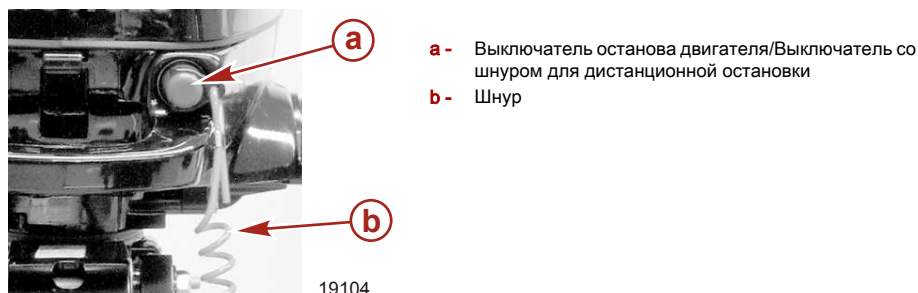 a
a - Выключатель останова двигателя/Выключатель со
шнуром для дистанционной остановки
b - Шнур
b
19104